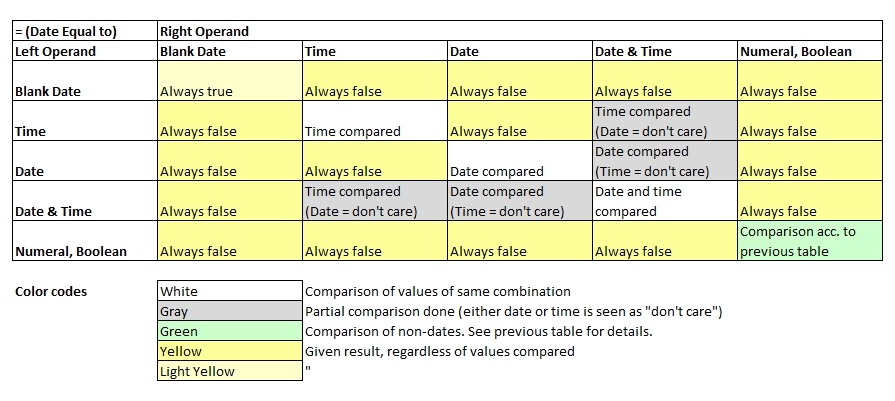 = (Date Equal to) Right Operand
Left Operand Blank Date Time Date Date & Time Numeral, Boolean
Blank Date Always true Always false Always false Always false Always false
Time Always false Time compared Always false Time compared (Date = don't care) Always false
Date Always false Always false Date compared Date compared (Time = don't care) Always false
Date & Time Always false Time compared (Date = don't care) Date compared (Time = don't care) Date and time compared Always false
Numeral, Boolean Always false Always false Always false Always false Comparison acc. to previous table
Color codes White Comparison of values of same combination
Gray Partial comparison done (either date or time is seen as "don't care")
Green Comparison of non-dates. See previous table for details.
Yellow Given result, regardless of values compared
Light Yellow "